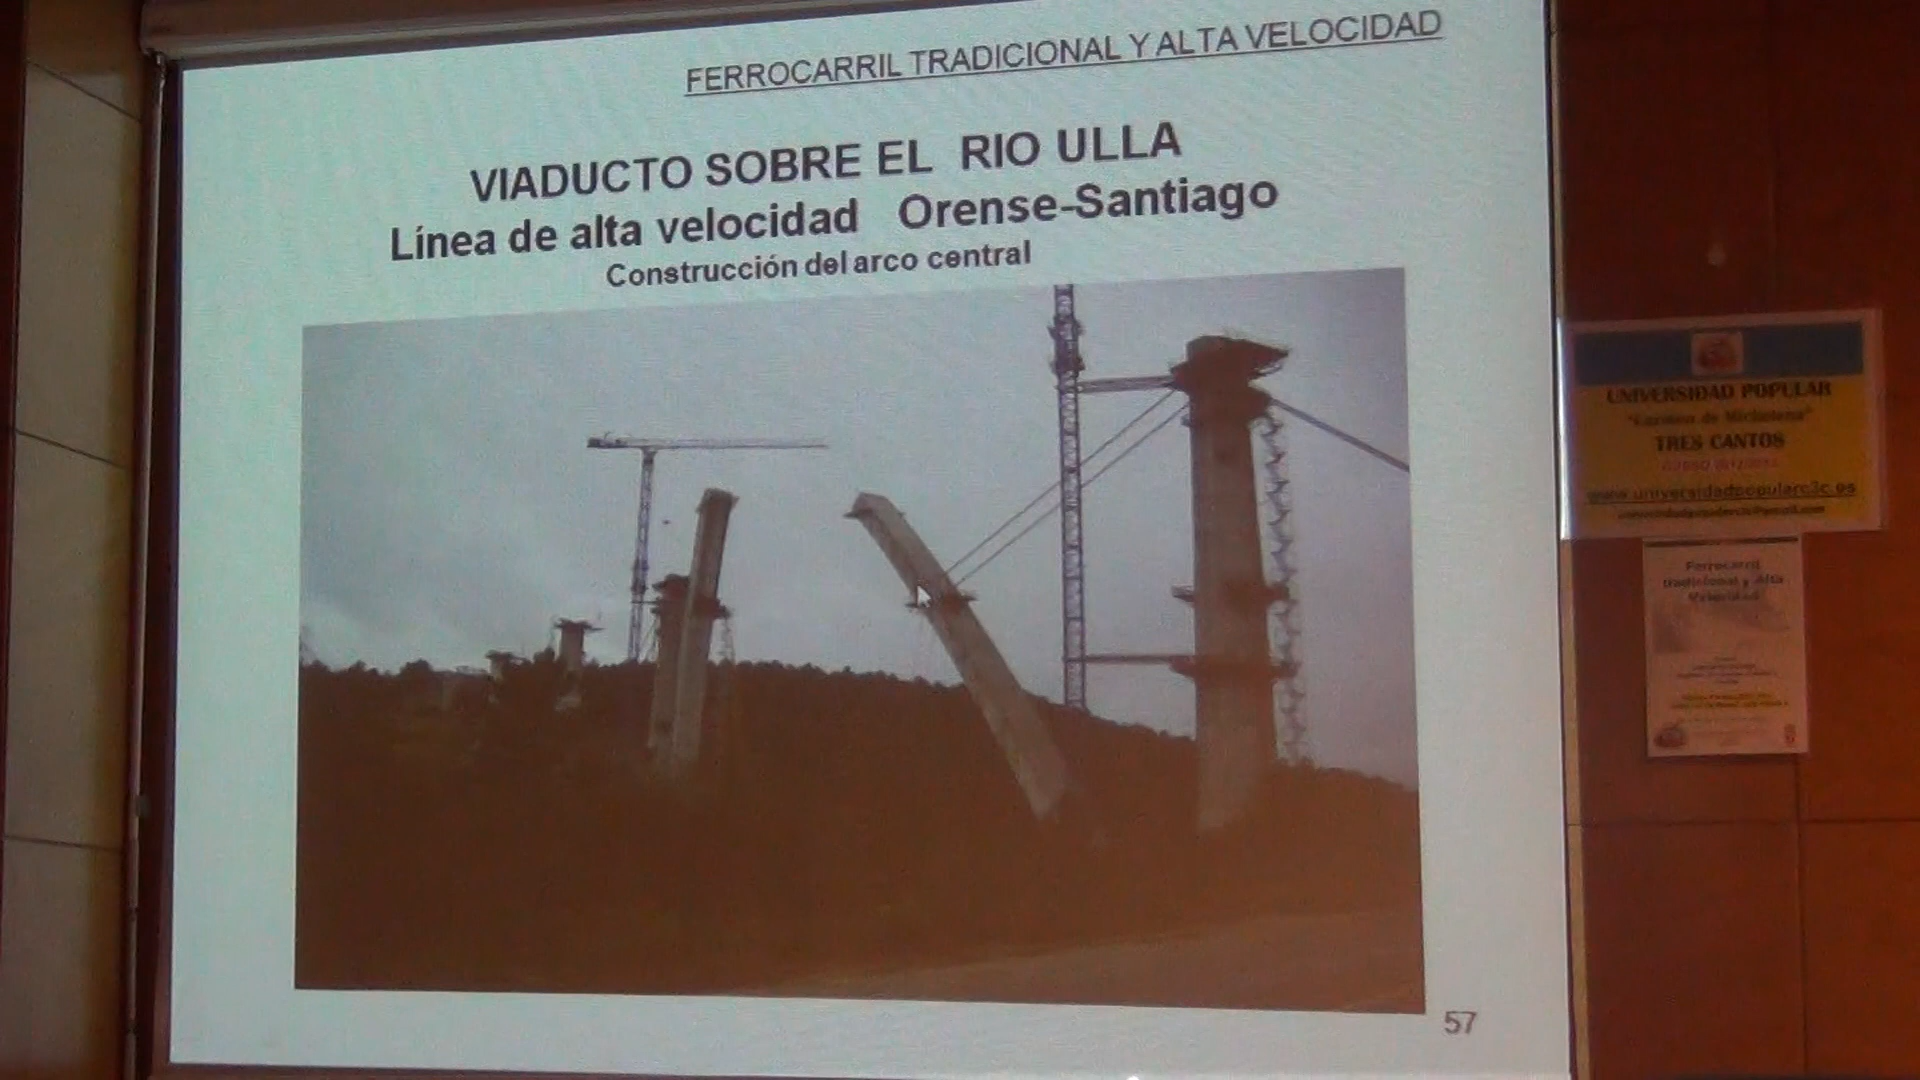 FERROCARRIL TRADICIONAL Y ALTA VELOCIDAD
VIADUCTO SOBRE EL RIO ULLA
Línea de alta velocidad Orense-Santiago
Construcción del arco central
57
UNIVERSIDAD POPULAR
TRES CANTOS
www.universidadpopularc3c.es
Ferrocarril
tradicional y Alta
Velocidad